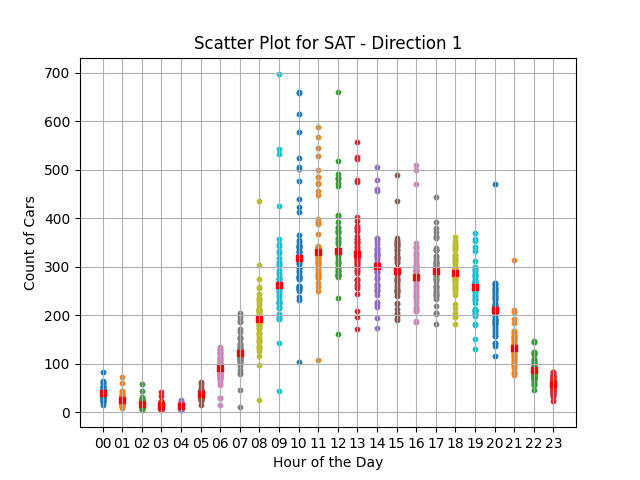 Scatter Plot for SAT - Direction 1
Count of Cars
700
600
500
400
300
200
100
0
00 01 02 03 04 05 06 07 08 09 10 11 12 13 14 15 16 17 18 19 20 21 22 23
Hour of the Day